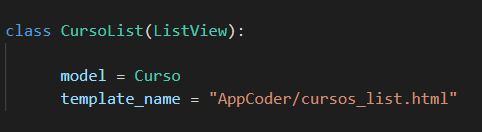 class CursoList(ListView):
model = Curso
template_name = "AppCoder/cursos_list.html"